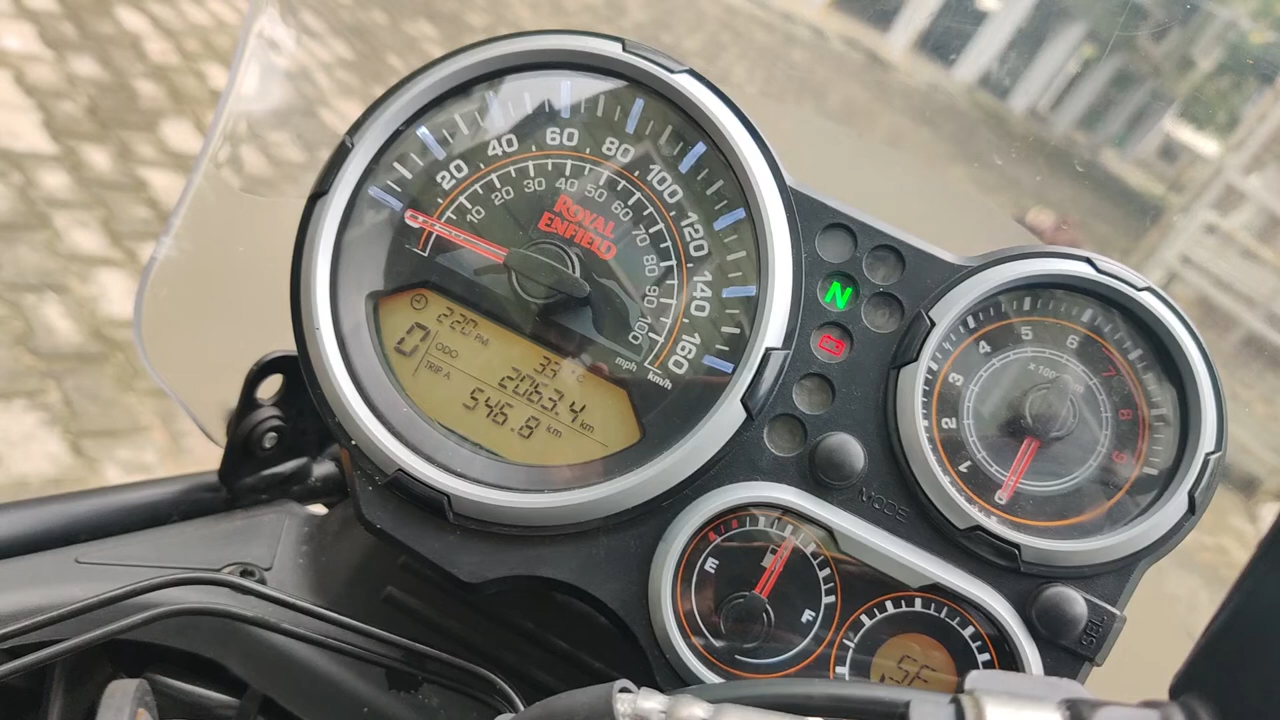 20 40 60 80 100 120 140 160
10 20 30 40 50 60 70 80 90 100
ROYAL
ENFIELD
mph km/h
2:20 PM
33 °C
0
ODO 2063.4 km
TRIP A 546.8 km
N
MODE
1 2 3 4 5 6 7 8 9
E F
SEL